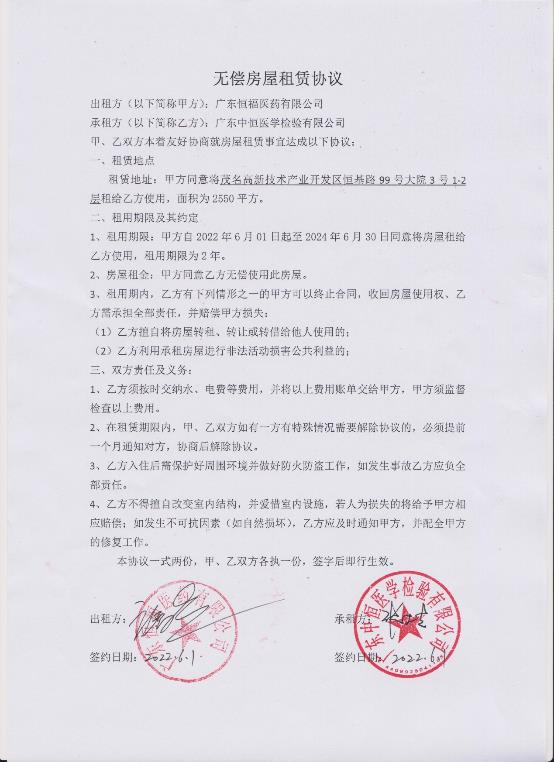 无偿房屋租赁协议
出租方（以下简称甲方）：广东恒福医药有限公司
承租方（以下简称乙方）：广东中恒医学检验有限公司
甲、乙双方本着友好协商就房屋租赁事宜达成以下协议：
一、租赁地点
租赁地址：甲方同意将茂名高新技术产业开发区恒基路 99 号大院 3 号 1-2
层租给乙方使用，面积为 2550 平方。
二、租用期限及其约定
1、租用期限：甲方自 2022 年 6 月 01 日起至 2024 年 6 月 30 日同意将房屋租给
乙方使用，租用期限为 2 年。
2、房屋租金：甲方同意乙方无偿使用此房屋。
3、租用期内，乙方有下列情形之一的甲方可以终止合同，收回房屋使用权、乙
方需承担全部责任，并赔偿甲方损失：
（1）乙方擅自将房屋转租、转让或转借给他人使用的；
（2）乙方利用承租房屋进行非法活动损害公共利益的；
三、双方责任及义务：
1、乙方须按时交纳水、电费等费用，并将以上费用账单交给甲方，甲方须监督
检查以上费用。
2、在租赁期限内，甲、乙双方如有一方有特殊情况需要解除协议的，必须提前
一个月通知对方，协商后解除协议。
3、乙方入住后需保护好周围环境并做好防火防盗工作，如发生事故乙方应负全
部责任。
4、乙方不得擅自改变室内结构，并爱惜室内设施，若人为损失的将给予甲方相
应赔偿；如发生不可抗因素（如自然损坏），乙方应及时通知甲方，并配全甲方
的修复工作。
本协议一式两份，甲、乙双方各执一份，签字后即行生效。
出租方：
承租方：
广东中恒医学检验有限公司
签约日期：2022.6.1
签约日期：2022.6.1